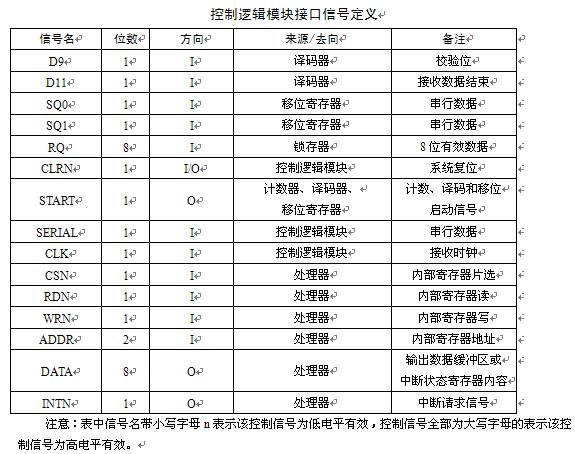 控制逻辑模块接口信号定义
信号名 位数 方向 来源/去向 备注
D9 1 I 译码器 校验位
D11 1 I 译码器 接收数据结束
SQ0 1 I 移位寄存器 串行数据
SQ1 1 I 移位寄存器 串行数据
RQ 8 I 锁存器 8位有效数据
CLRN 1 I/O 控制逻辑模块 系统复位
START 1 O 计数器、译码器、 计数、译码和移位
移位寄存器 启动信号
SERIAL 1 I 控制逻辑模块 串行数据
CLK 1 I 控制逻辑模块 接收时钟
CSN 1 I 处理器 内部寄存器片选
RDN 1 I 处理器 内部寄存器读
WRN 1 I 处理器 内部寄存器写
ADDR 2 I 处理器 内部寄存器地址
DATA 8 O 处理器 输出数据缓冲区或
中断状态寄存器内容
INTN 1 O 处理器 中断请求信号
注意：表中信号名带小写字母n表示该控制信号为低电平有效，控制信号全部为大写字母的表示该控
制信号为高电平有效。